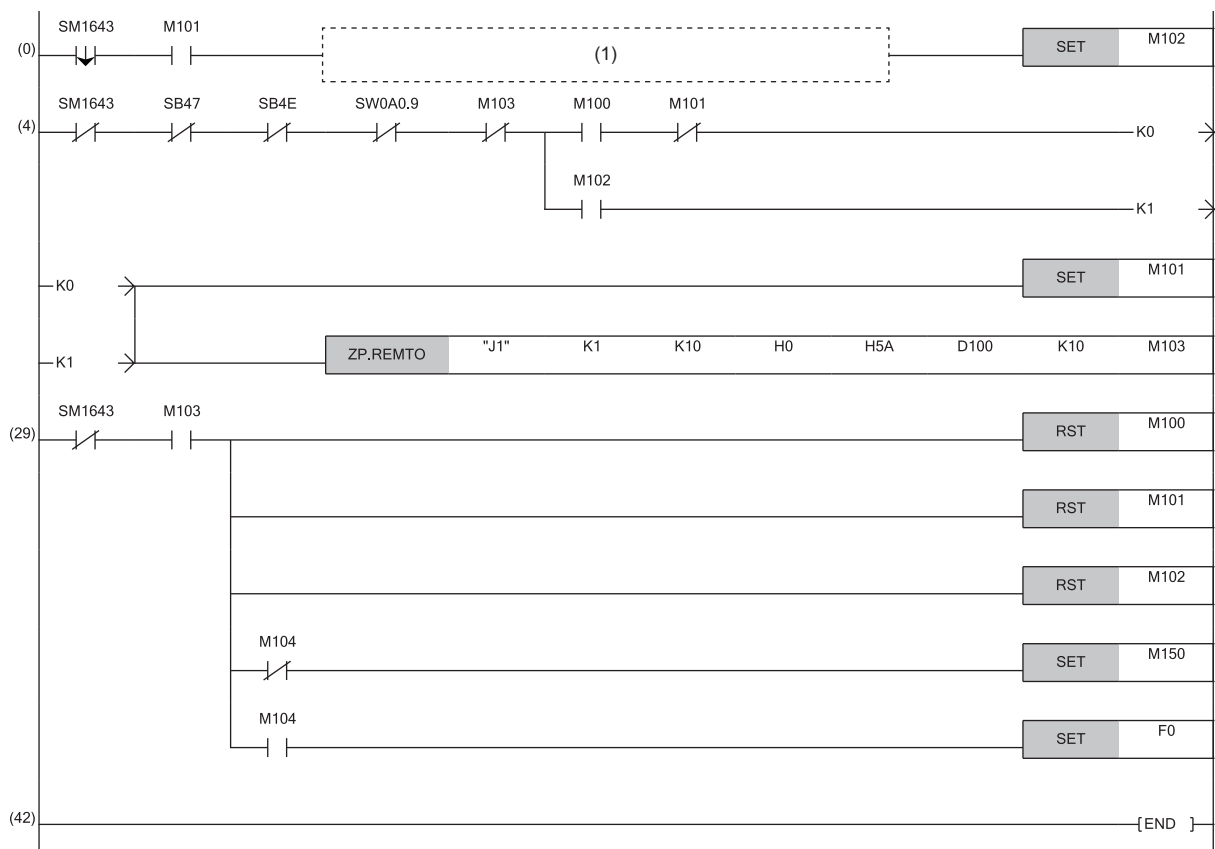 SM1643 M101
(0) (1) SET M102
SM1643 SB47 SB4E SW0A0.9 M103 M100 M101
(4) K0
M102
K1
K0 SET M101
K1 ZP.REMTO "J1" K1 K10 H0 H5A D100 K10 M103
SM1643 M103
(29) RST M100
RST M101
RST M102
M104
SET M150
M104
SET F0
(42) [END ]